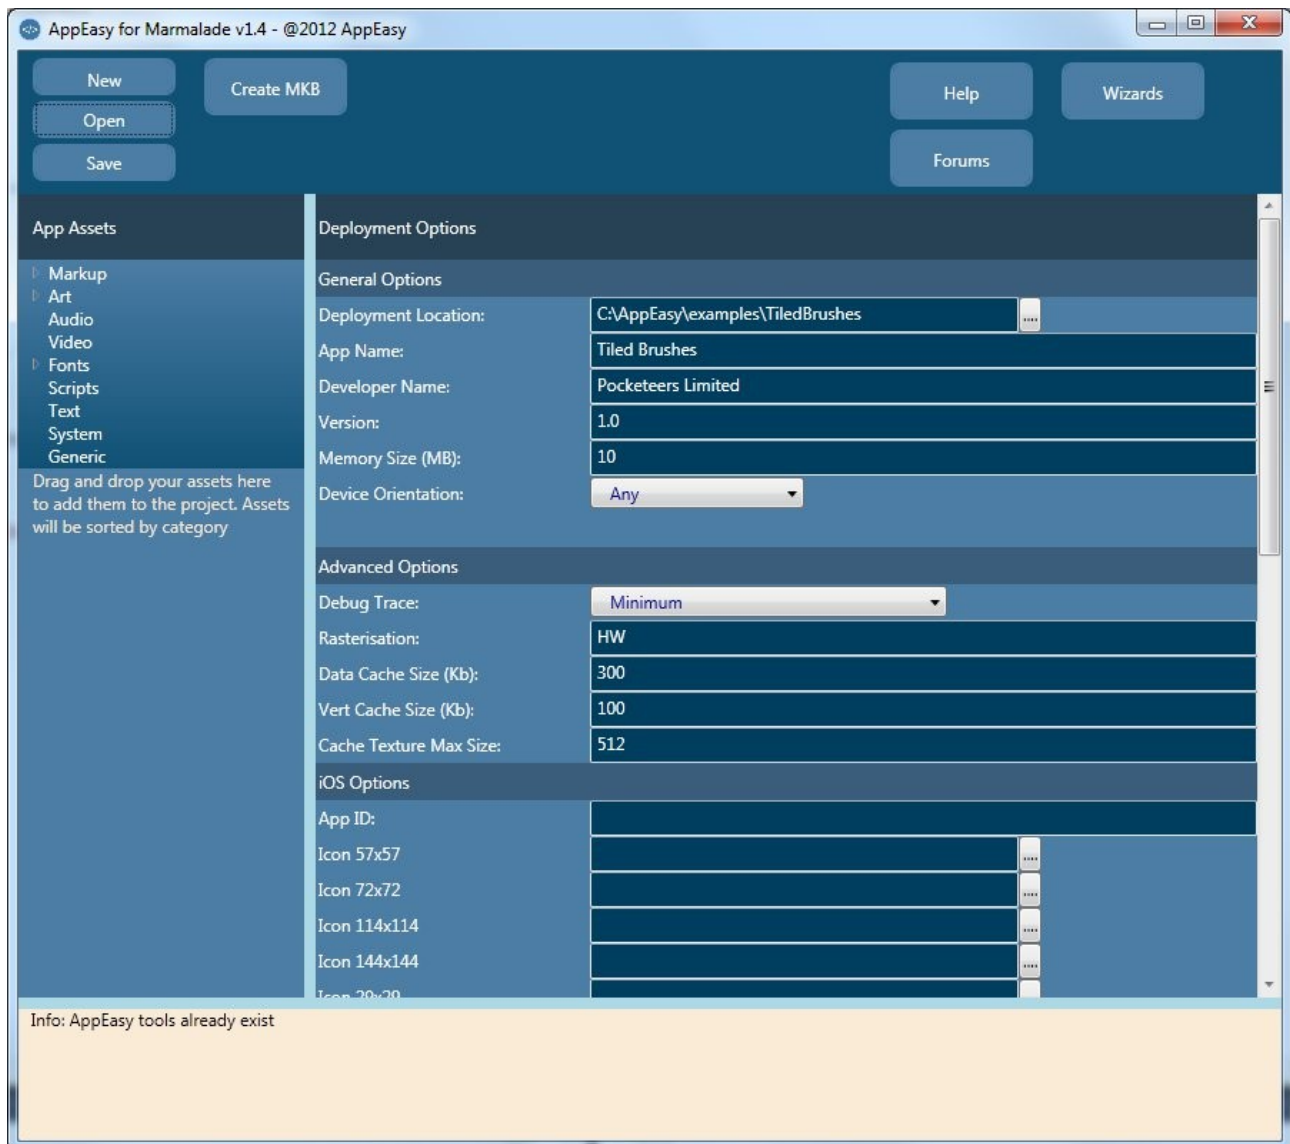 AppEasy for Marmalade v1.4 - @2012 AppEasy
New
Create MKB
Help
Wizards
Open
Save
Forums
App Assets
Markup
Art
Audio
Video
Fonts
Scripts
Text
System
Generic
Drag and drop your assets here
to add them to the project. Assets
will be sorted by category
Deployment Options
General Options
Deployment Location: C:\AppEasy\examples\TiledBrushes ....
App Name: Tiled Brushes
Developer Name: Pocketeers Limited
Version: 1.0
Memory Size (MB): 10
Device Orientation: Any
Advanced Options
Debug Trace: Minimum
Rasterisation: HW
Data Cache Size (Kb): 300
Vert Cache Size (Kb): 100
Cache Texture Max Size: 512
iOS Options
App ID:
Icon 57x57 ....
Icon 72x72 ....
Icon 114x114 ....
Icon 144x144 ....
Icon 29x29
Info: AppEasy tools already exist